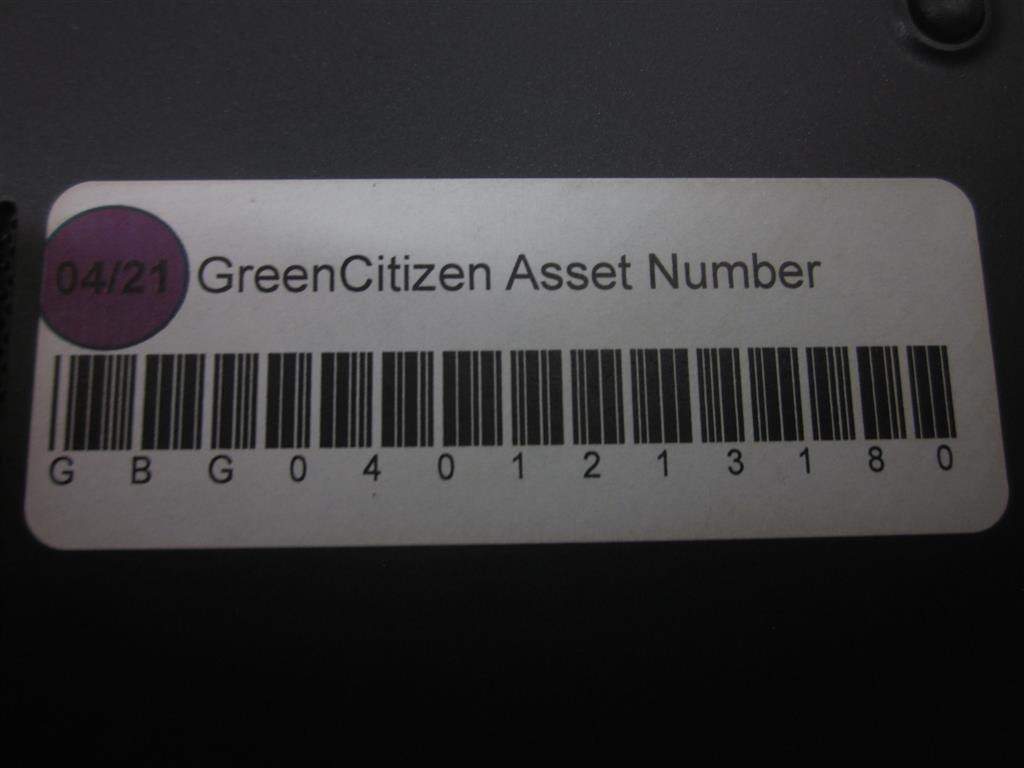 04/21 GreenCitizen Asset Number
G B G 0 4 0 1 2 1 3 1 8 0